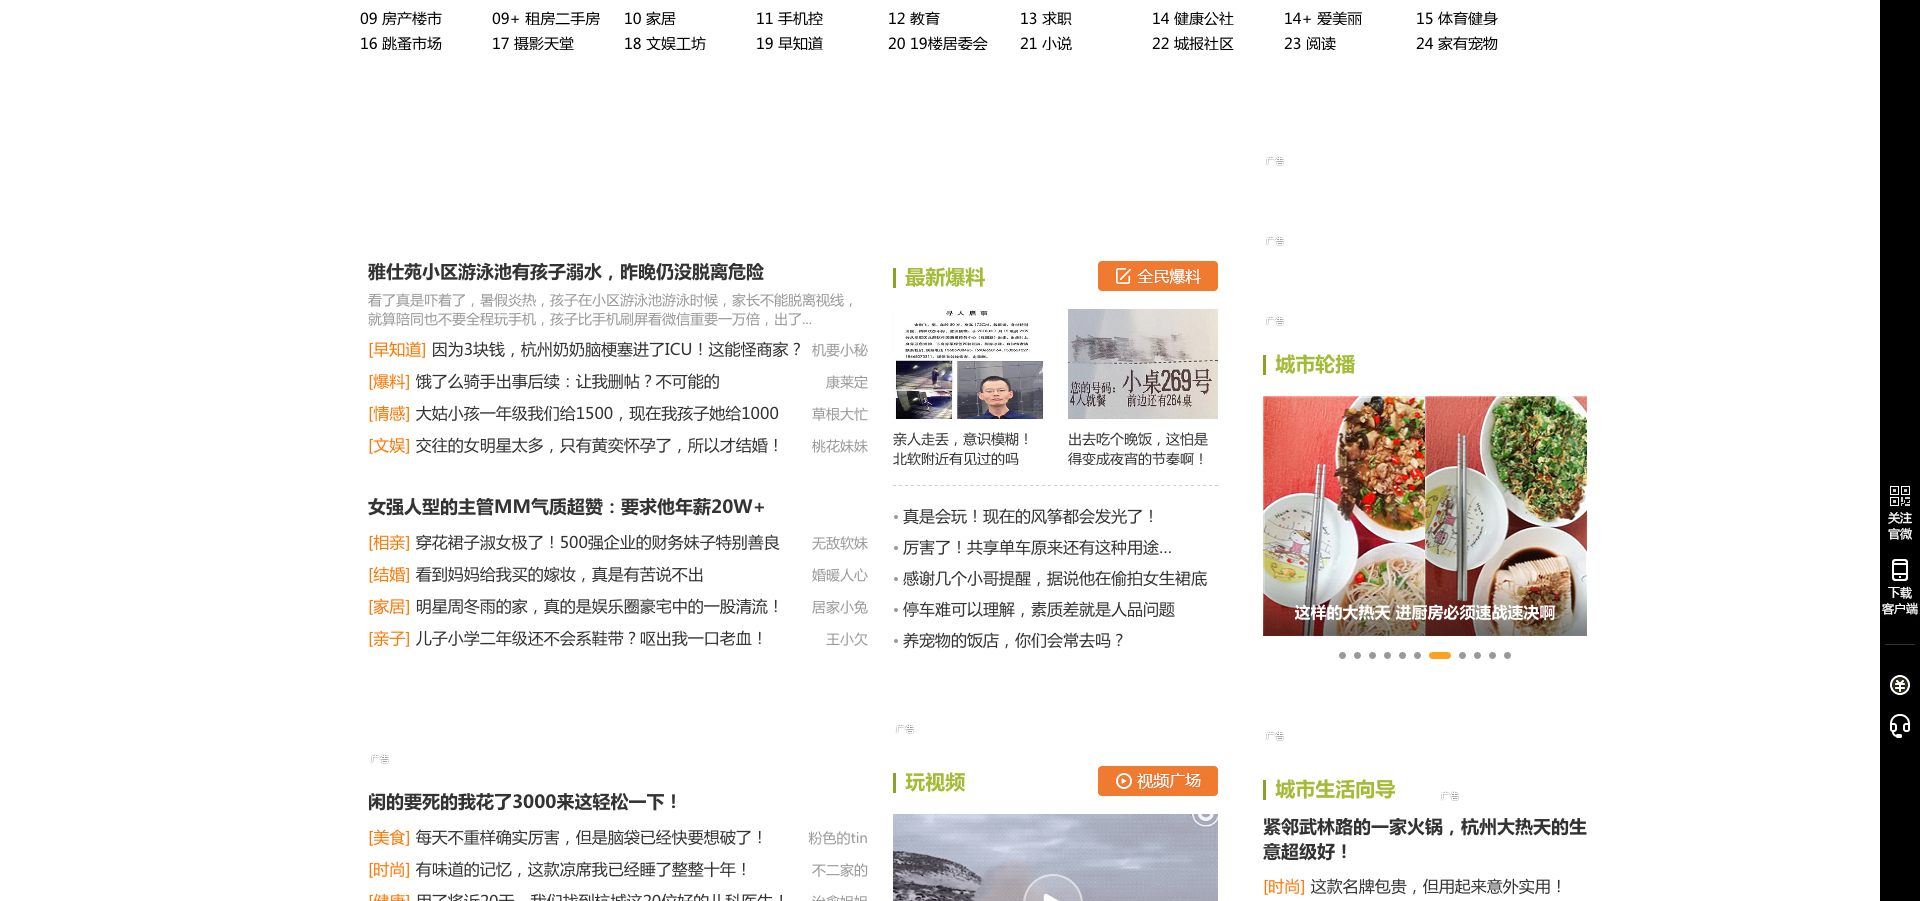 09 房产楼市 09+ 租房二手房 10 家居 11 手机控 12 教育 13 求职 14 健康公社 14+ 爱美丽 15 体育健身
16 跳蚤市场 17 摄影天堂 18 文娱工坊 19 早知道 20 19楼居委会 21 小说 22 城报社区 23 阅读 24 家有宠物
广告
广告
广告
雅仕苑小区游泳池有孩子溺水，昨晚仍没脱离危险
看了真是吓着了，暑假炎热，孩子在小区游泳池游泳时候，家长不能脱离视线，
就算陪同也不要全程玩手机，孩子比手机刷屏看微信重要一万倍，出了...
[早知道] 因为3块钱，杭州奶奶脑梗塞进了ICU！这能怪商家？ 机要小秘
[爆料] 饿了么骑手出事后续：让我删帖？不可能的 康莱定
[情感] 大姑小孩一年级我们给1500，现在我孩子她给1000 草根大忙
[文娱] 交往的女明星太多，只有黄奕怀孕了，所以才结婚！ 桃花妹妹
女强人型的主管MM气质超赞：要求他年薪20W+
[相亲] 穿花裙子淑女极了！500强企业的财务妹子特别善良 无敌软妹
[结婚] 看到妈妈给我买的嫁妆，真是有苦说不出 婚暖人心
[家居] 明星周冬雨的家，真的是娱乐圈豪宅中的一股清流！ 居家小兔
[亲子] 儿子小学二年级还不会系鞋带？呕出我一口老血！ 王小欠
广告
闲的要死的我花了3000来这轻松一下！
[美食] 每天不重样确实厉害，但是脑袋已经快要想破了！ 粉色的tin
[时尚] 有味道的记忆，这款凉席我已经睡了整整十年！ 不二家的
[健康] 用了将近20天，我们找到杭城这20位好的儿科医生！ 治愈姐姐
最新爆料 全民爆料
寻人启事
您的号码：小桌269号
4人就餐 前边还有264桌
亲人走丢，意识模糊！
北软附近有见过的吗
出去吃个晚饭，这怕是
得变成夜宵的节奏啊！
真是会玩！现在的风筝都会发光了！
厉害了！共享单车原来还有这种用途...
感谢几个小哥提醒，据说他在偷拍女生裙底
停车难可以理解，素质差就是人品问题
养宠物的饭店，你们会常去吗？
广告
玩视频 视频广场
城市轮播
这样的大热天 进厨房必须速战速决啊
广告
城市生活向导
广告
紧邻武林路的一家火锅，杭州大热天的生
意超级好！
[时尚] 这款名牌包贵，但用起来意外实用！
关注
官微
下载
客户端